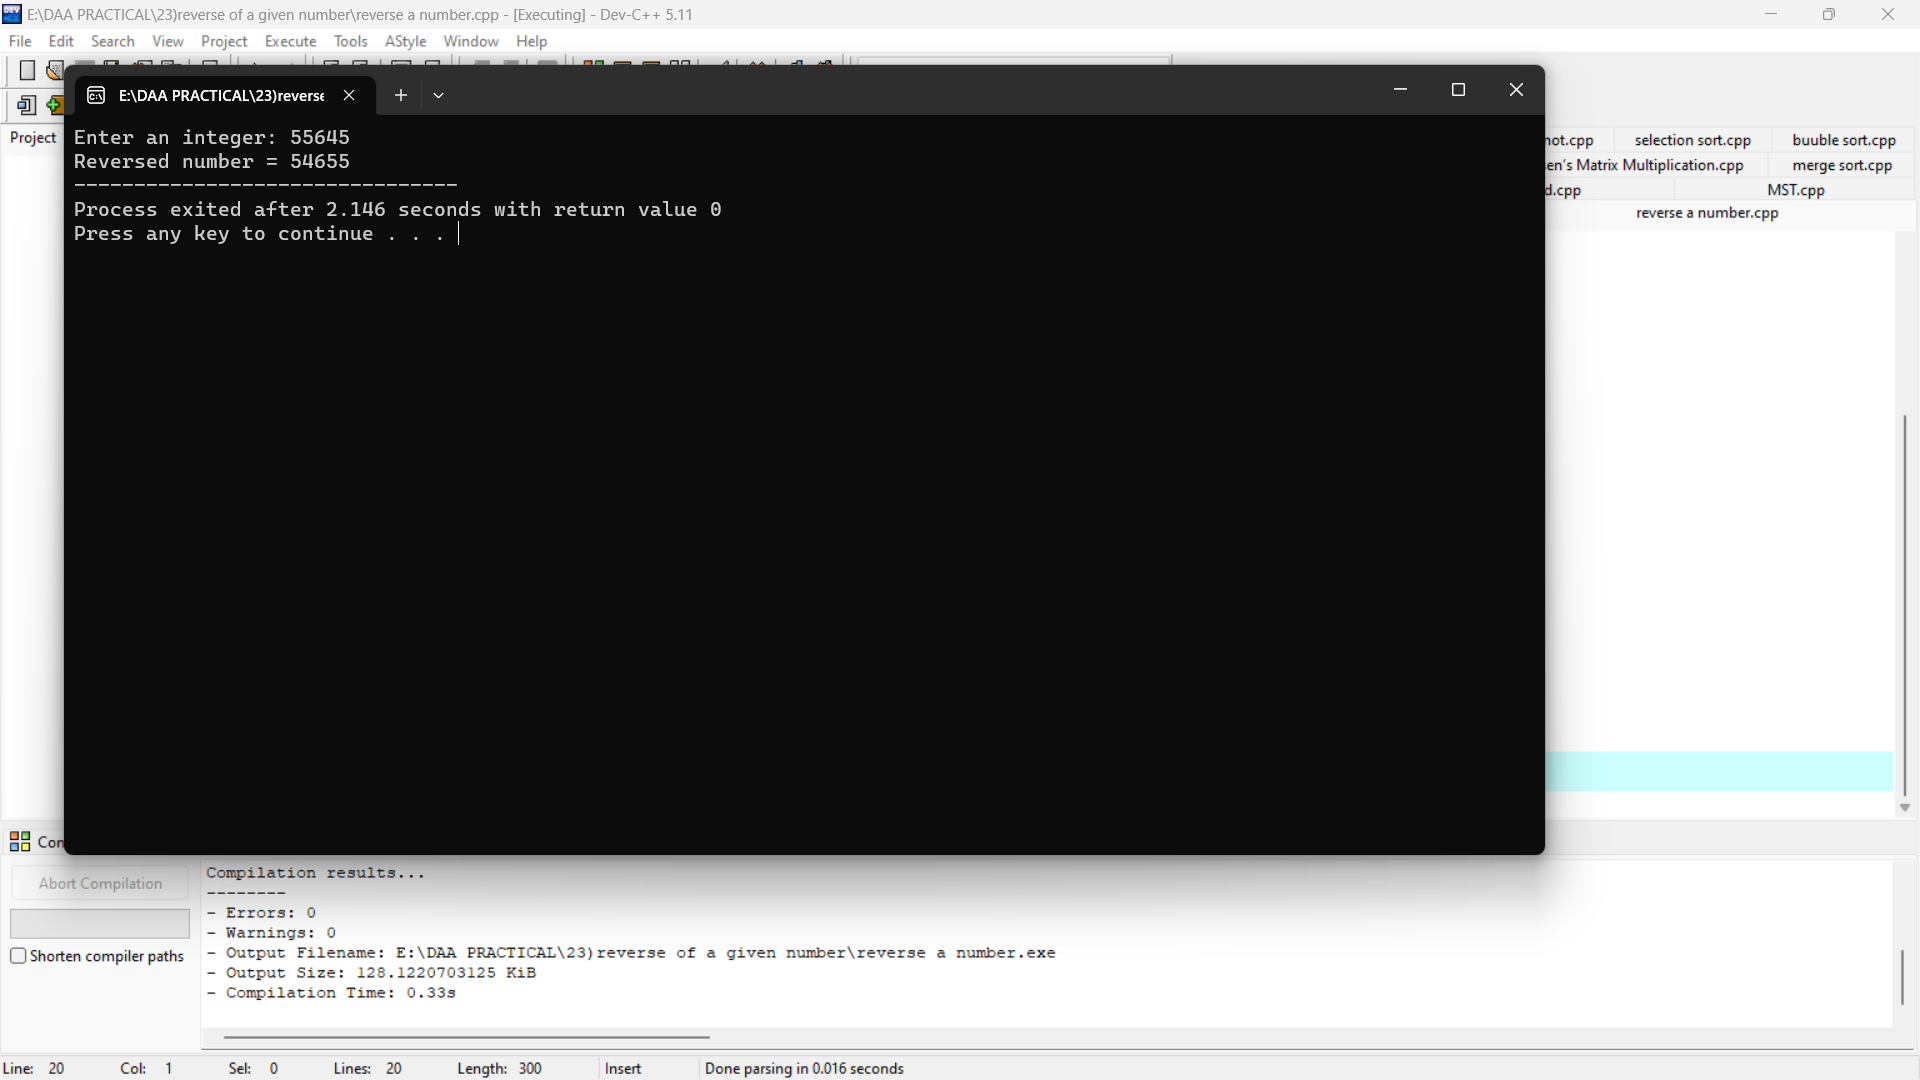 E:\DAA PRACTICAL\23)reverse of a given number\reverse a number.cpp - [Executing] - Dev-C++ 5.11
File Edit Search View Project Execute Tools AStyle Window Help
E:\DAA PRACTICAL\23)reverse
Project
Enter an integer: 55645
Reversed number = 54655
--------------------------------
Process exited after 2.146 seconds with return value 0
Press any key to continue . . .
not.cpp selection sort.cpp buuble sort.cpp
en's Matrix Multiplication.cpp merge sort.cpp
d.cpp MST.cpp
reverse a number.cpp
Com
Abort Compilation
Shorten compiler paths
Compilation results...
--------
- Errors: 0
- Warnings: 0
- Output Filename: E:\DAA PRACTICAL\23)reverse of a given number\reverse a number.exe
- Output Size: 128.1220703125 KiB
- Compilation Time: 0.33s
Line: 20 Col: 1 Sel: 0 Lines: 20 Length: 300 Insert Done parsing in 0.016 seconds